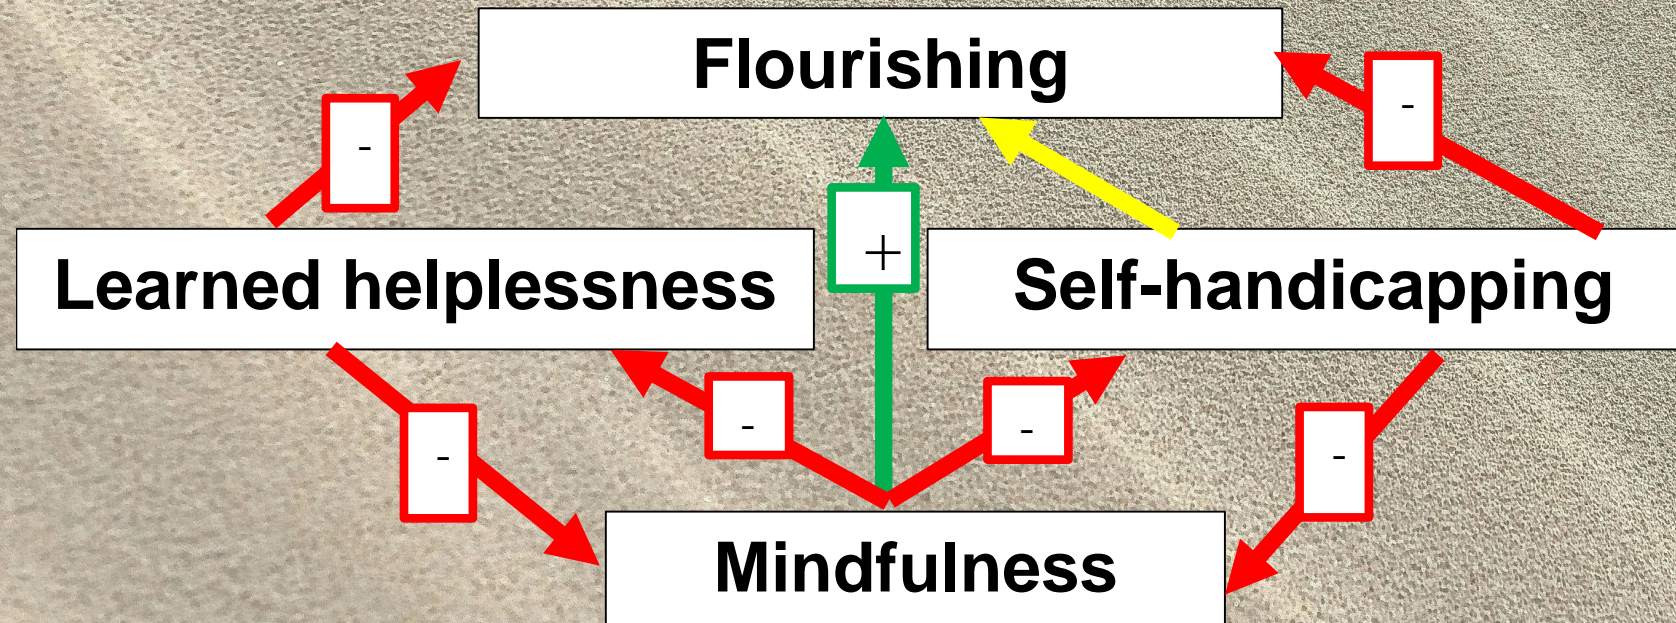 Flourishing
-
-
+
Learned helplessness
Self-handicapping
-
-
-
-
Mindfulness